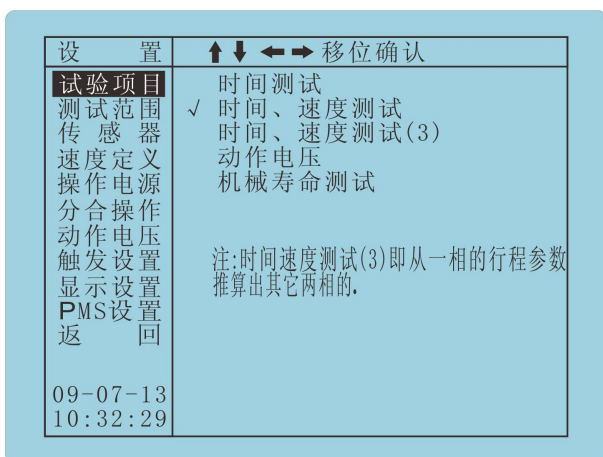 设 置 ⬆⬇⬅➡移位确认
试验项目 时间测试
测试范围 √ 时间、速度测试
传感器 时间、速度测试(3)
速度定义 动作电压
操作电源 机械寿命测试
分合操作
动作电压
触发设置 注:时间速度测试(3)即从一相的行程参数
显示设置 推算出其它两相的.
PMS设置
返 回
09-07-13
10:32:29